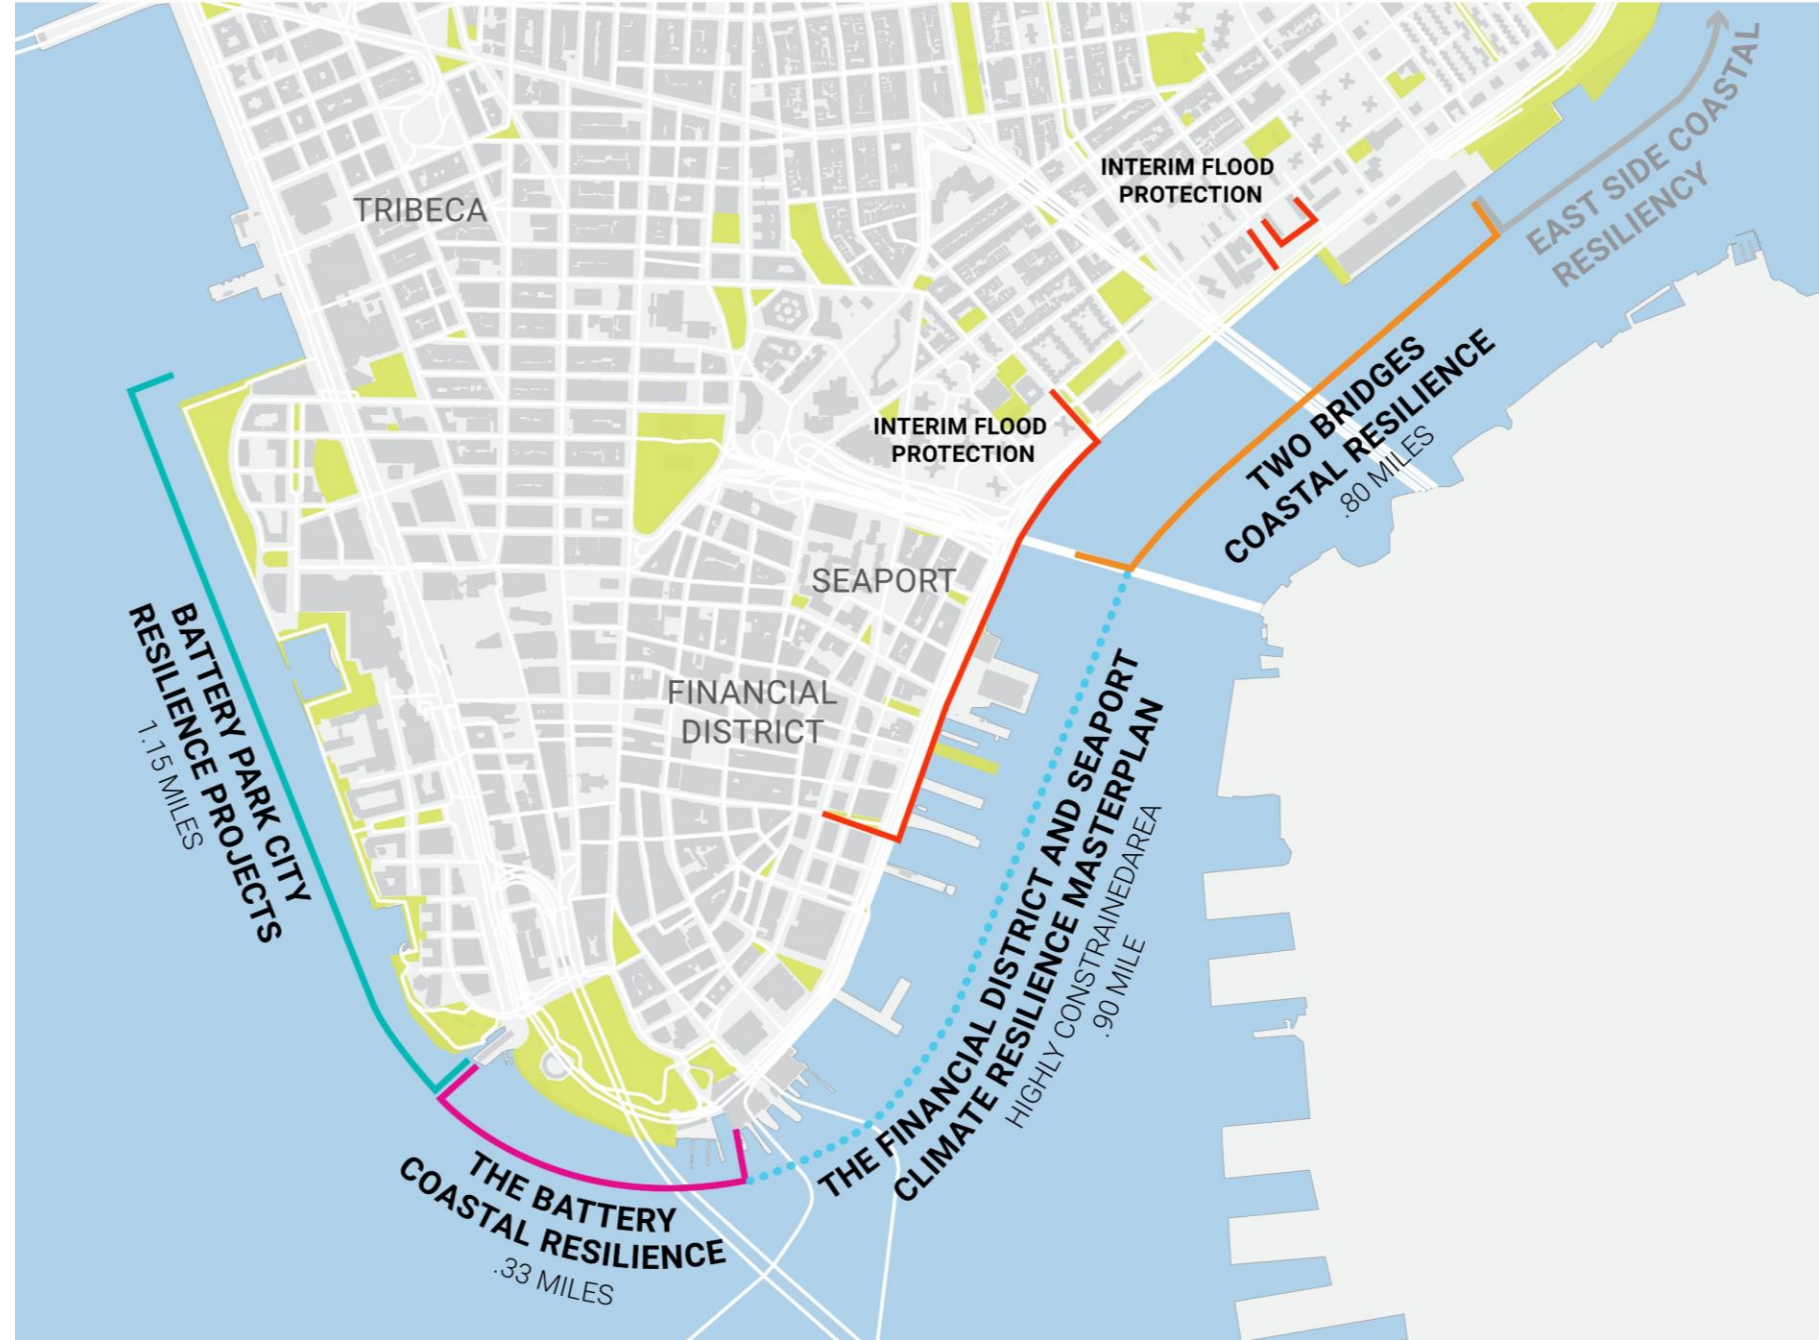 TRIBECA
INTERIM FLOOD
PROTECTION
EAST SIDE COASTAL
RESILIENCY
INTERIM FLOOD
PROTECTION
TWO BRIDGES
COASTAL RESILIENCE
.80 MILES
SEAPORT
FINANCIAL
DISTRICT
BATTERY PARK CITY
RESILIENCE PROJECTS
1.15 MILES
THE FINANCIAL DISTRICT AND SEAPORT
CLIMATE RESILIENCE MASTERPLAN
HIGHLY CONSTRAINEDAREA
.90 MILE
THE BATTERY
COASTAL RESILIENCE
.33 MILES